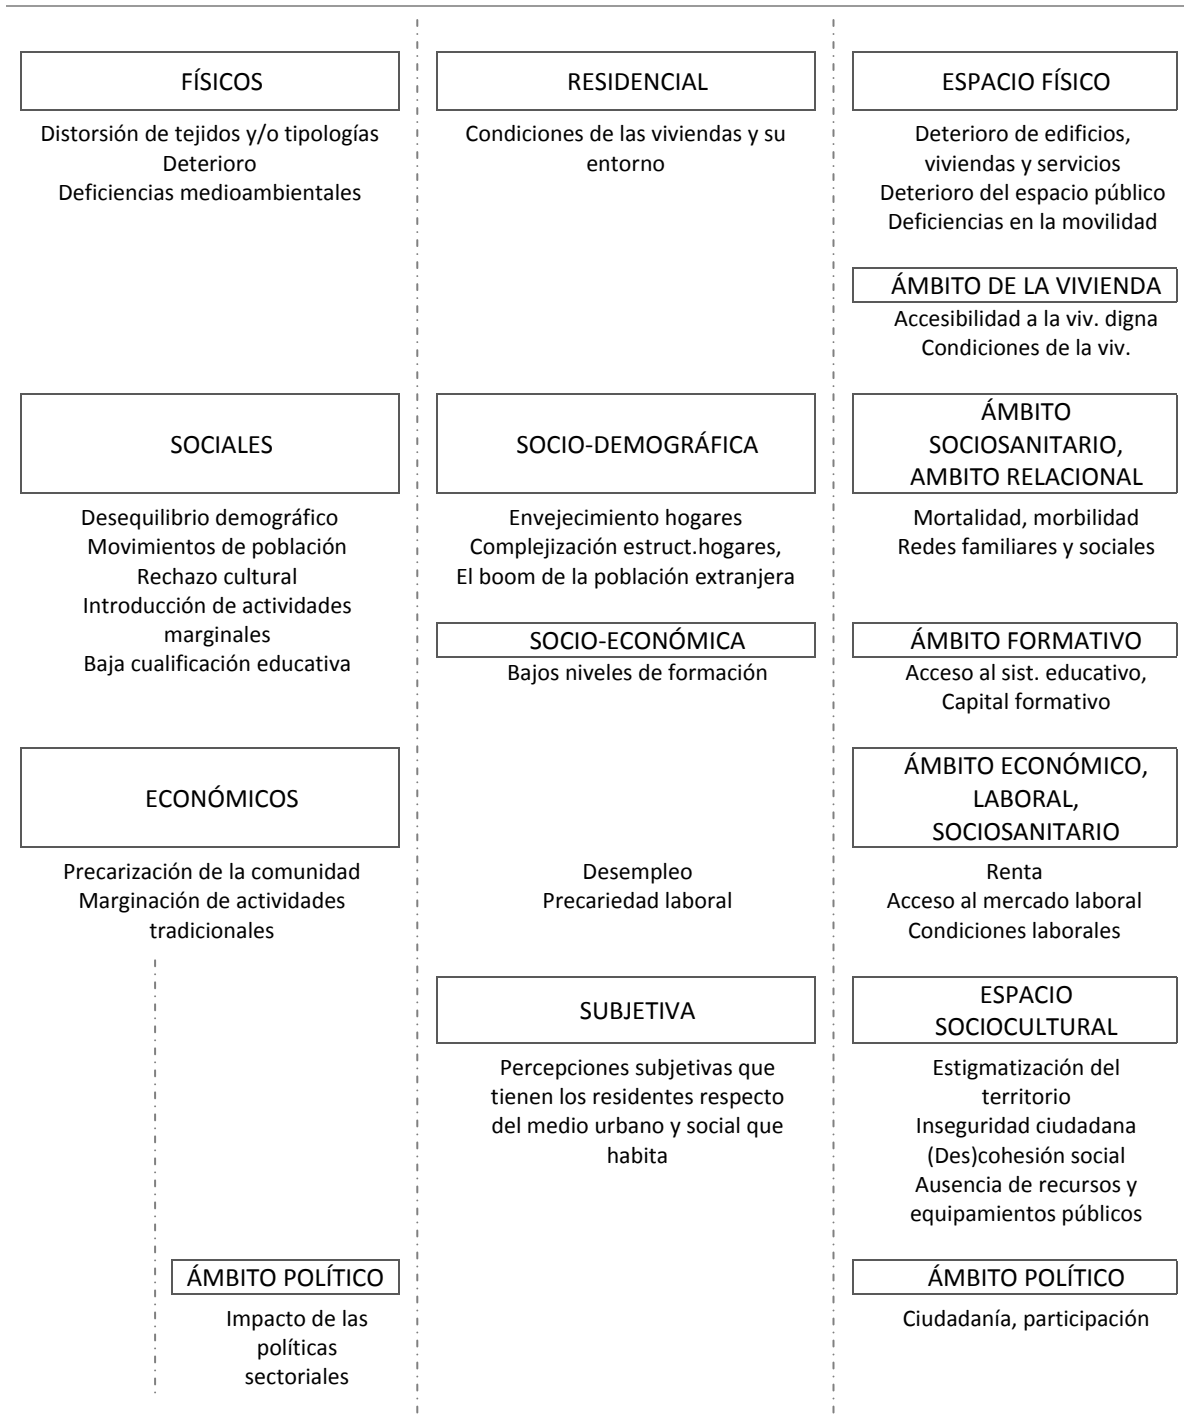 FÍSICOS
Distorsión de tejidos y/o tipologías
Deterioro
Deficiencias medioambientales
RESIDENCIAL
Condiciones de las viviendas y su
entorno
ESPACIO FÍSICO
Deterioro de edificios,
viviendas y servicios
Deterioro del espacio público
Deficiencias en la movilidad
ÁMBITO DE LA VIVIENDA
Accesibilidad a la viv. digna
Condiciones de la viv.
SOCIALES
Desequilibrio demográfico
Movimientos de población
Rechazo cultural
Introducción de actividades
marginales
Baja cualificación educativa
SOCIO-DEMOGRÁFICA
Envejecimiento hogares
Complejización estruct.hogares,
El boom de la población extranjera
SOCIO-ECONÓMICA
Bajos niveles de formación
ÁMBITO
SOCIOSANITARIO,
AMBITO RELACIONAL
Mortalidad, morbilidad
Redes familiares y sociales
ÁMBITO FORMATIVO
Acceso al sist. educativo,
Capital formativo
ECONÓMICOS
Precarización de la comunidad
Marginación de actividades
tradicionales
Desempleo
Precariedad laboral
ÁMBITO ECONÓMICO,
LABORAL,
SOCIOSANITARIO
Renta
Acceso al mercado laboral
Condiciones laborales
SUBJETIVA
Percepciones subjetivas que
tienen los residentes respecto
del medio urbano y social que
habita
ESPACIO
SOCIOCULTURAL
Estigmatización del
territorio
Inseguridad ciudadana
(Des)cohesión social
Ausencia de recursos y
equipamientos públicos
ÁMBITO POLÍTICO
Impacto de las
políticas
sectoriales
ÁMBITO POLÍTICO
Ciudadanía, participación